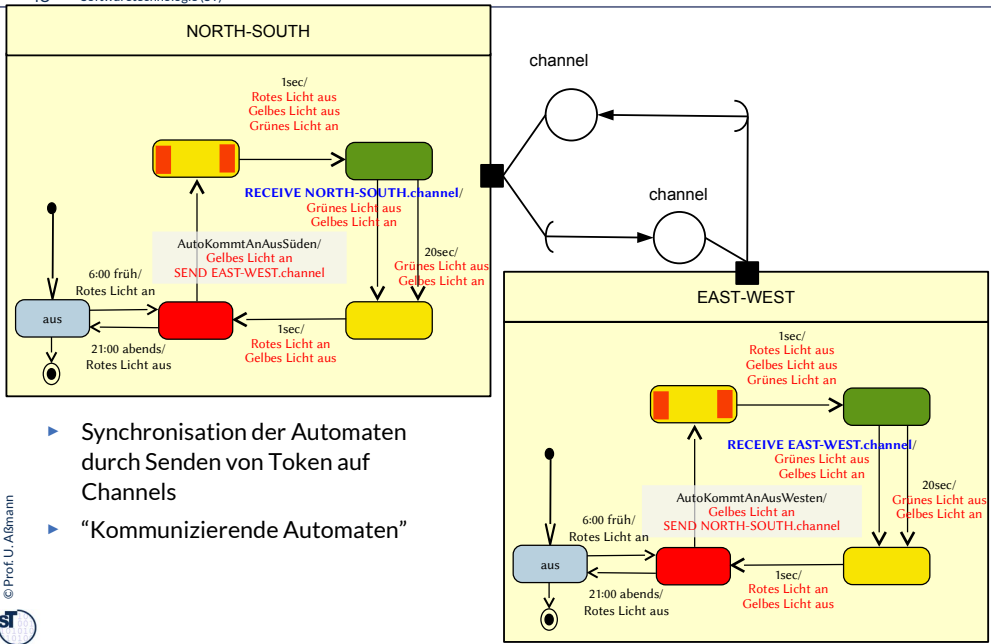 Softwaretechnologie (ST)
NORTH-SOUTH
1sec/
Rotes Licht aus
Gelbes Licht aus
Grünes Licht an
RECEIVE NORTH-SOUTH.channel/
Grünes Licht aus
Gelbes Licht an
AutoKommtAnAusSüden/
Gelbes Licht an
SEND EAST-WEST.channel
20sec/
Grünes Licht aus
Gelbes Licht an
6:00 früh/
Rotes Licht an
aus
21:00 abends/
Rotes Licht aus
1sec/
Rotes Licht an
Gelbes Licht aus
channel
channel
EAST-WEST
1sec/
Rotes Licht aus
Gelbes Licht aus
Grünes Licht an
RECEIVE EAST-WEST.channel/
Grünes Licht aus
Gelbes Licht an
AutoKommtAnAusWesten/
Gelbes Licht an
SEND NORTH-SOUTH.channel
20sec/
Grünes Licht aus
Gelbes Licht an
6:00 früh/
Rotes Licht an
aus
21:00 abends/
Rotes Licht aus
1sec/
Rotes Licht an
Gelbes Licht aus
► Synchronisation der Automaten
durch Senden von Token auf
Channels
► “Kommunizierende Automaten”
© Prof. U. Aßmann
ST